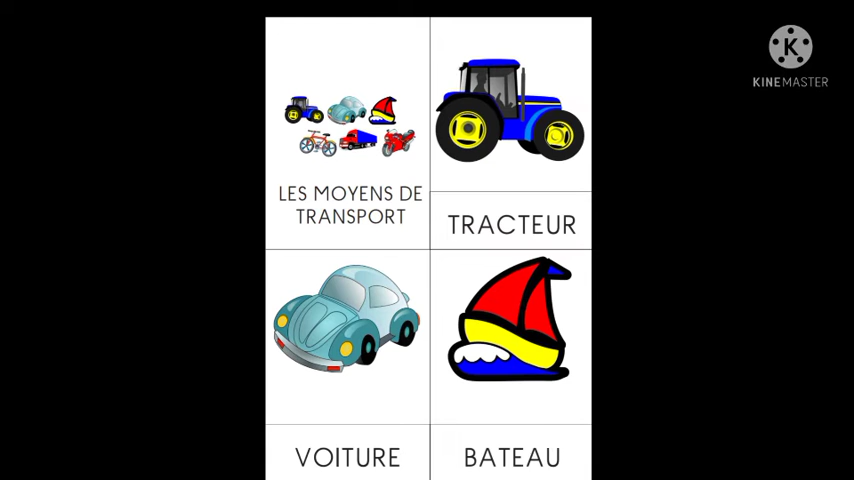 KINEMASTER
LES MOYENS DE
TRANSPORT
TRACTEUR
VOITURE
BATEAU